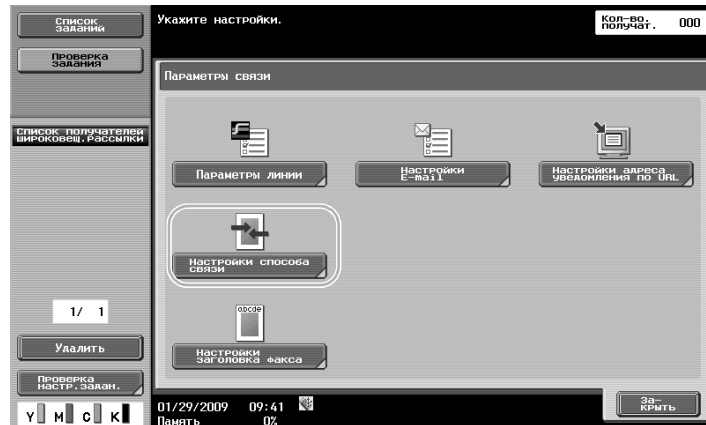 Список
заданий
Проверка
задания
Список получателей
широковещ.рассылки
1/ 1
Удалить
Проверка
настр.задан.
Y M C K
Укажите настройки.
Кол-во.
получат. 000
Параметры связи
Параметры линии
Настройки
E-mail
Настройки адреса
уведомления по URL
Настройки способа
связи
abcde
Настройки
заголовка факса
01/29/2009 09:41
Память 0%
За-
крыть